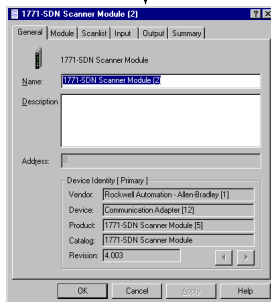 1771-SDN Scanner Module (2)
General Module Scanlist Input Output Summary
1771-SDN Scanner Module
Name: 1771-SDN Scanner Module (2)
Description
Address: 0
Device Identity [ Primary ]
Vendor: Rockwell Automation - Allen-Bradley [1]
Device: Communication Adapter [12]
Product: 1771-SDN Scanner Module [5]
Catalog: 1771-SDN Scanner Module
Revision: 4.003
OK Cancel Apply Help